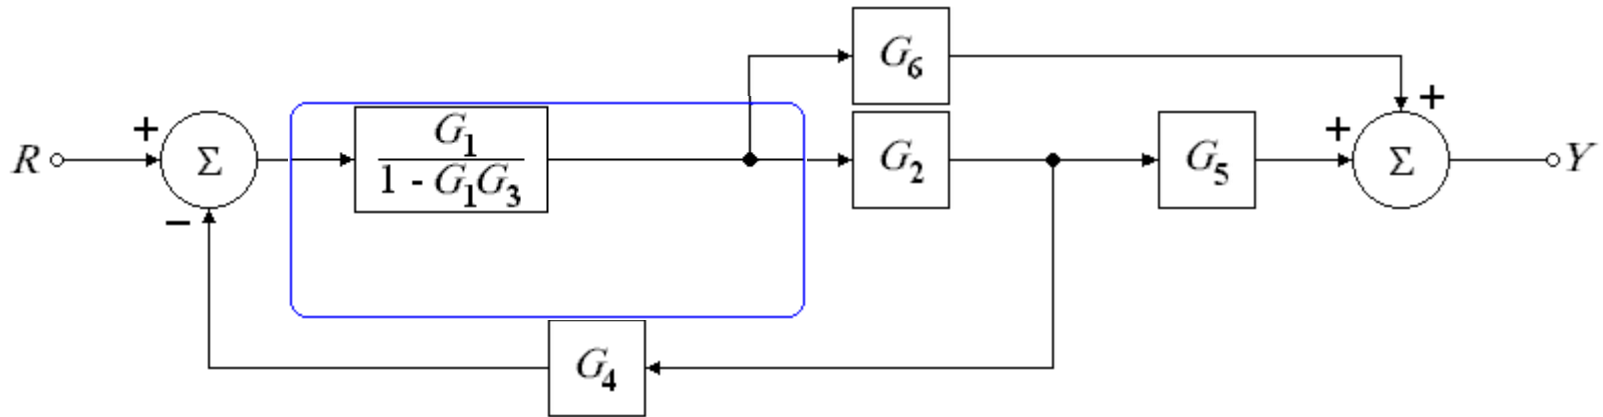 G6
+
+ G1 +
R Σ G2 G5 Σ Y
1 - G1G3
−
G4